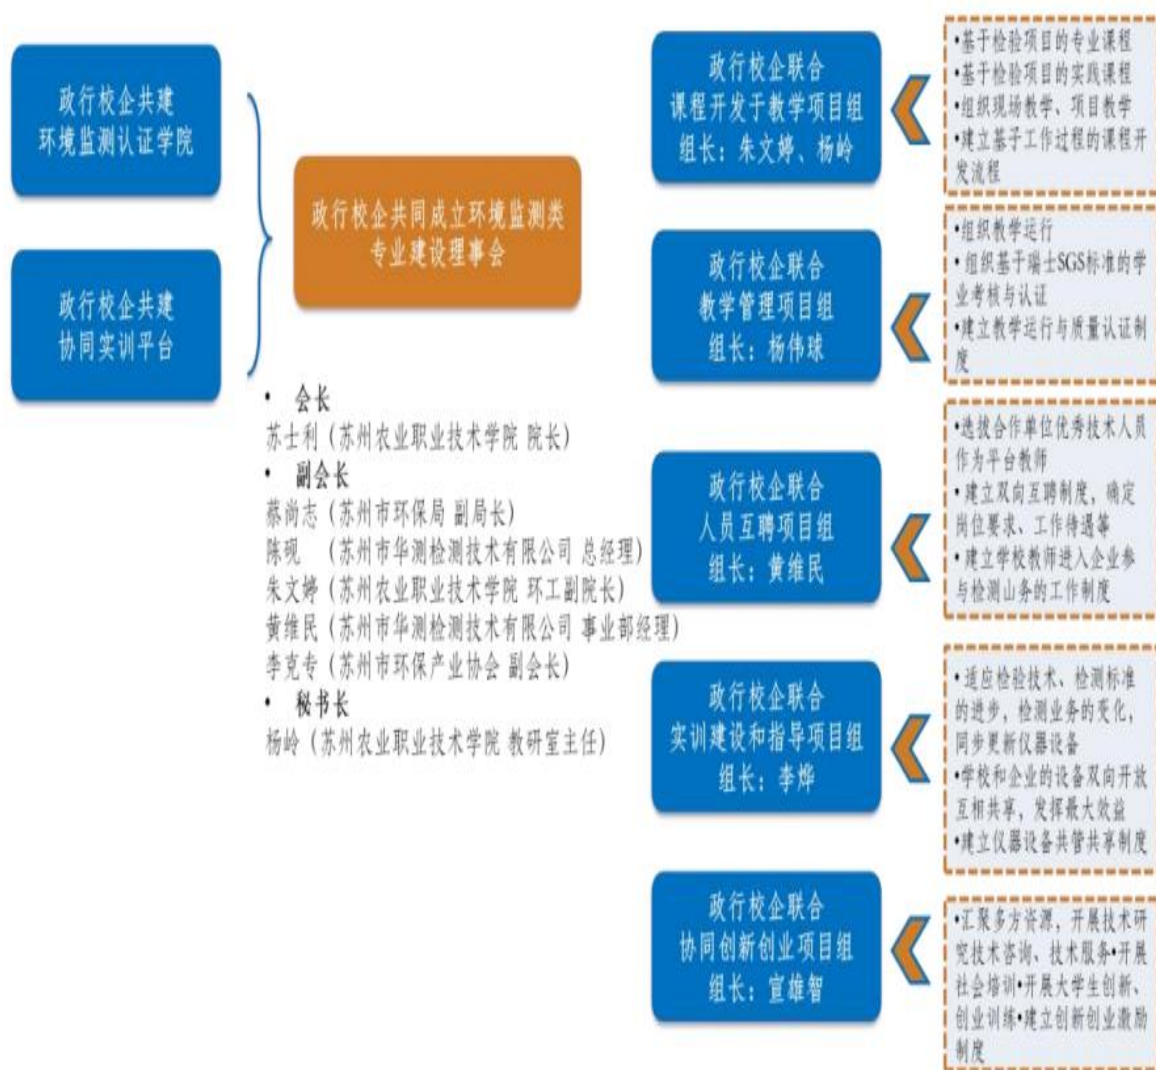 政行校企共建
环境监测认证学院
政行校企共建
协同实训平台
政行校企共同成立环境监测类
专业建设理事会
• 会长
苏士利（苏州农业职业技术学院 院长）
• 副会长
蔡尚志（苏州市环保局 副局长）
陈砚 （苏州市华测检测技术有限公司 总经理）
朱文婷（苏州农业职业技术学院 环工副院长）
黄维民（苏州市华测检测技术有限公司 事业部经理）
李克专（苏州市环保产业协会 副会长）
• 秘书长
杨岭（苏州农业职业技术学院 教研室主任）
政行校企联合
课程开发于教学项目组
组长：朱文婷、杨岭
•基于检验项目的专业课程
•基于检验项目的实践课程
•组织现场教学、项目教学
•建立基子工作过程的课程开
发流程
政行校企联合
教学管理项目组
组长：杨伟球
•组织教学运行
• 组织基于瑞士SGS标准的学
业考核与认证
•建立教学运行与质量认证制
度
政行校企联合
人员互聘项目组
组长：黄维民
•选拔合作单位优秀技术人员
作为平台教师
• 建立双向互聘制度，确定
岗位要求、工作待遇等
• 建立学校教师进入企业参
与检测山务的工作制度
政行校企联合
实训建设和指导项目组
组长：李烨
• 适应检验技术、检测标准
的进步，检测业务的变化，
同步更新仪器设备
•学校和企业的设备双向开放
互相共享，发挥最大效益
•建立仪器设备共管共享制度
政行校企联合
协同创新创业项目组
组长：宣雄智
•汇聚多方资源，开展技术研
究技术咨询、技术服务•开展
社会培训•开展大学生创新、
创业训练•建立创新创业激励
制度